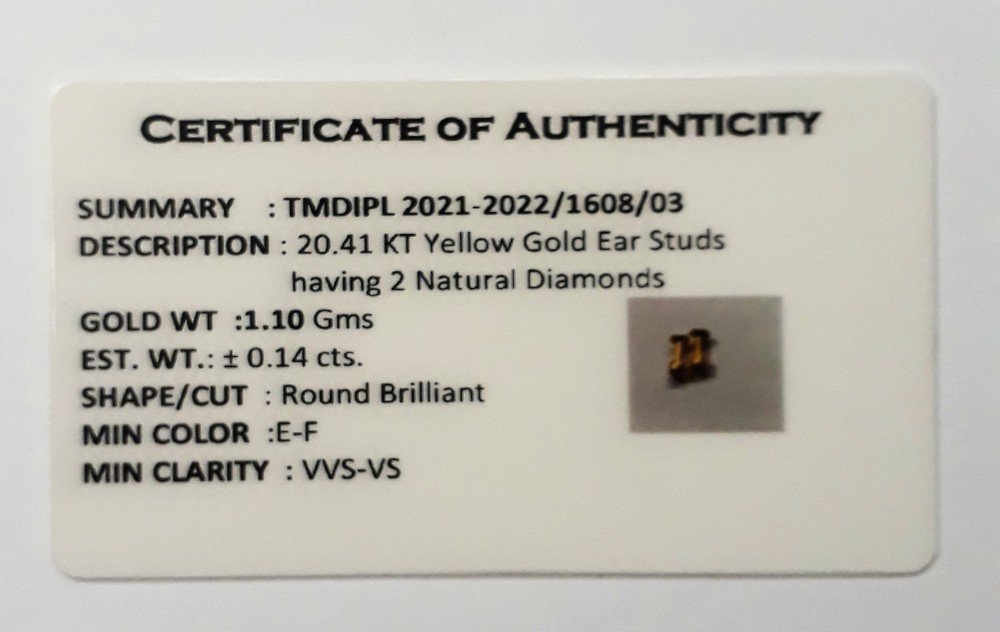 CERTIFICATE OF AUTHENTICITY
SUMMARY : TMDIPL 2021-2022/1608/03
DESCRIPTION : 20.41 KT Yellow Gold Ear Studs
having 2 Natural Diamonds
GOLD WT :1.10 Gms
EST. WT.: ± 0.14 cts.
SHAPE/CUT : Round Brilliant
MIN COLOR :E-F
MIN CLARITY : VVS-VS